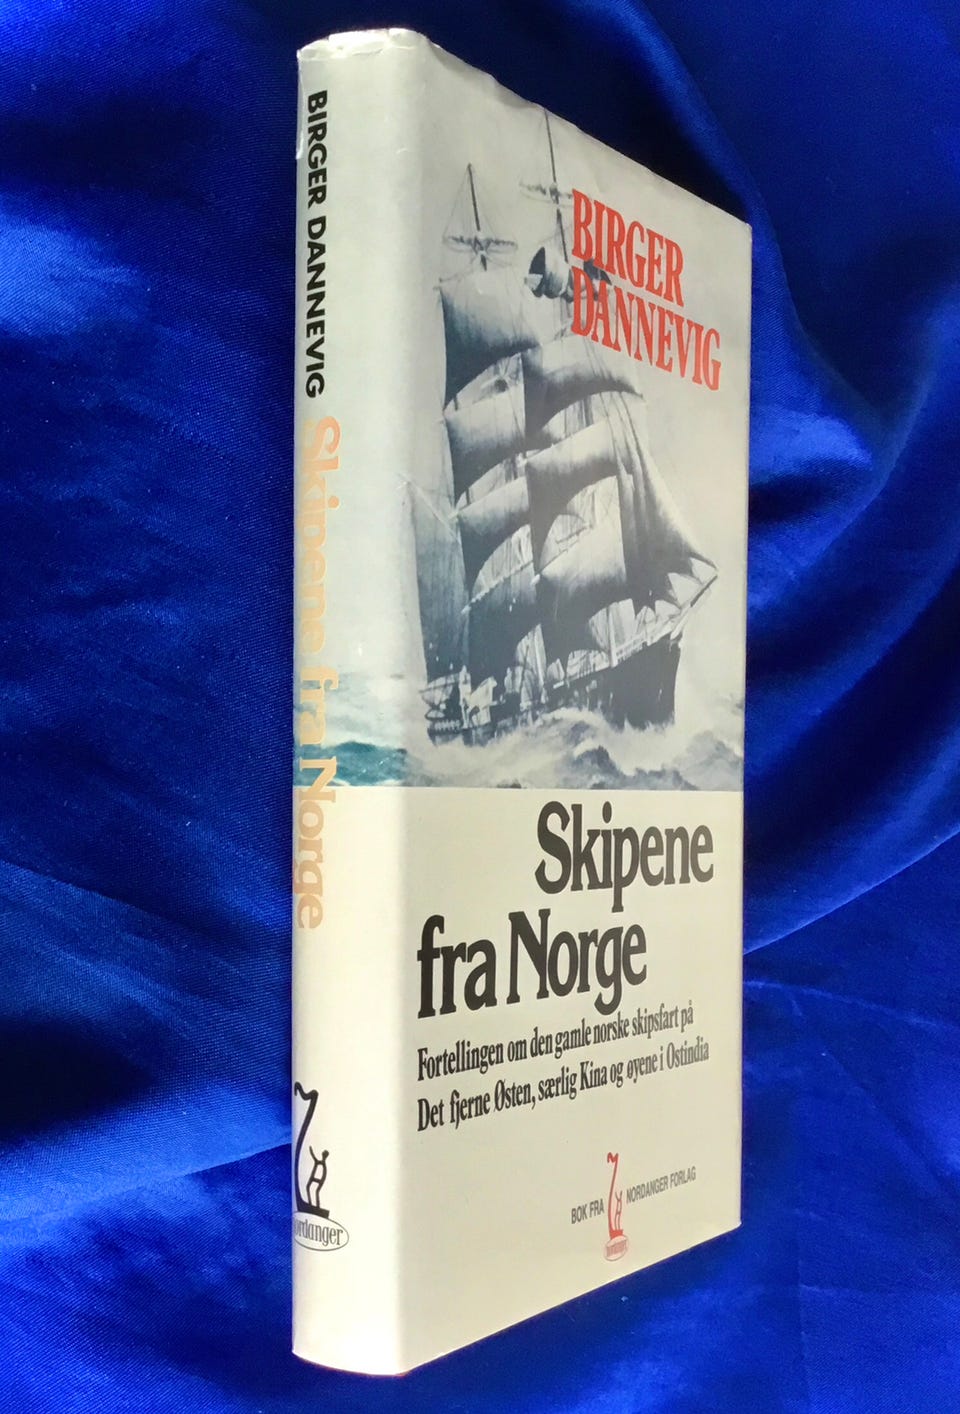 BIRGER DANNEVIG Skipene fra Norge
BIRGER
DANNEVIG
Skipene
fra Norge
Fortellingen om den gamle norske skipsfart på
Det fjerne Østen, særlig Kina og øyene i Ostindia
BOK FRA NORDANGER FORLAG
nordanger